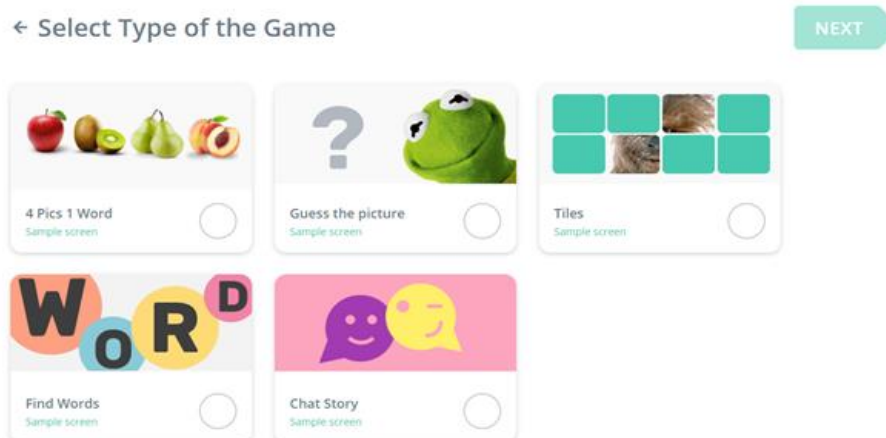 ← Select Type of the Game
NEXT
4 Pics 1 Word
Sample screen
?
Guess the picture
Sample screen
Tiles
Sample screen
WORD
Find Words
Sample screen
Chat Story
Sample screen